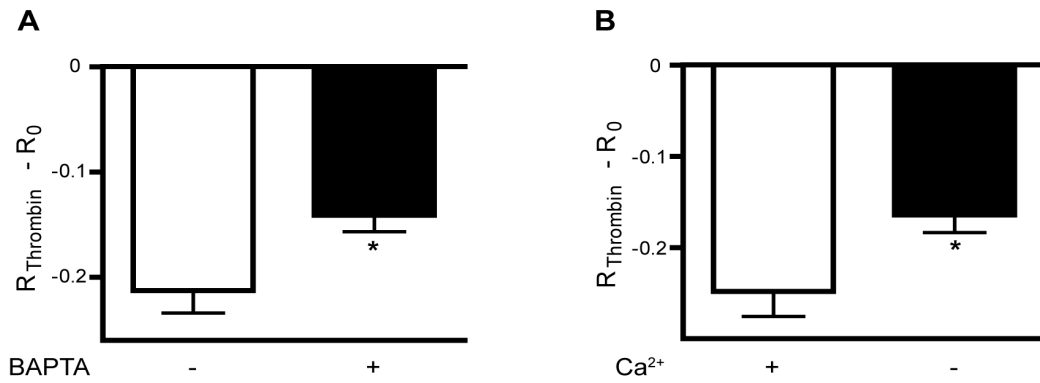 A
0
-0.1
-0.2
R Thrombin - R0
*
BAPTA - +
B
0
-0.1
-0.2
R Thrombin - R0
*
Ca2+ + -